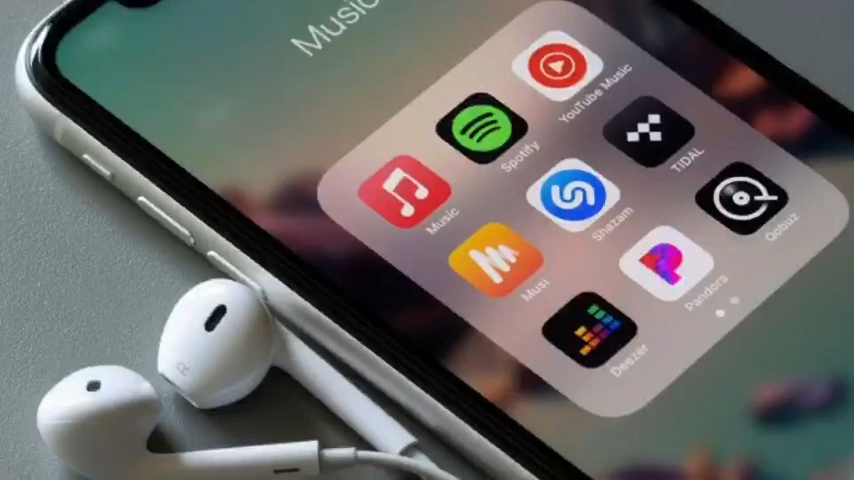 Music
Music
Spotify
YouTube Music
Musi
Shazam
TIDAL
Deezer
Pandora
Qobuz
R